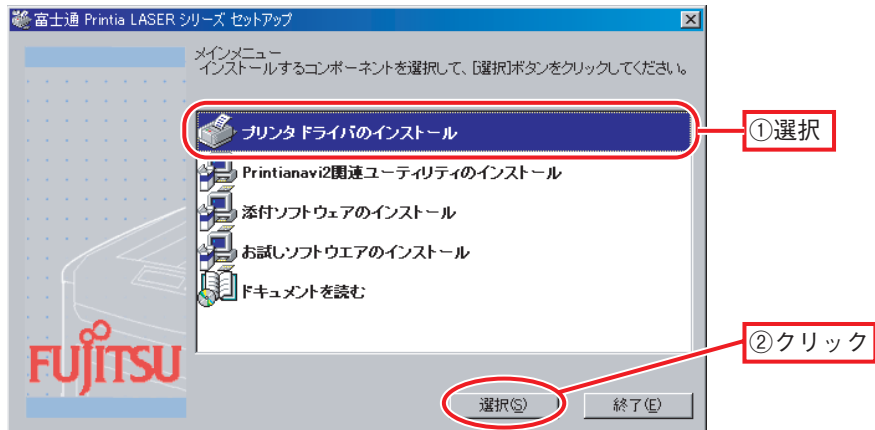 富士通 Printia LASER シリーズ セットアップ
メインメニュー
インストールするコンポーネントを選択して、[選択]ボタンをクリックしてください。
プリンタ ドライバのインストール
①選択
Printianavi2関連ユーティリティのインストール
添付ソフトウェアのインストール
お試しソフトウエアのインストール
ドキュメントを読む
②クリック
FUJITSU
選択(S)
終了(E)